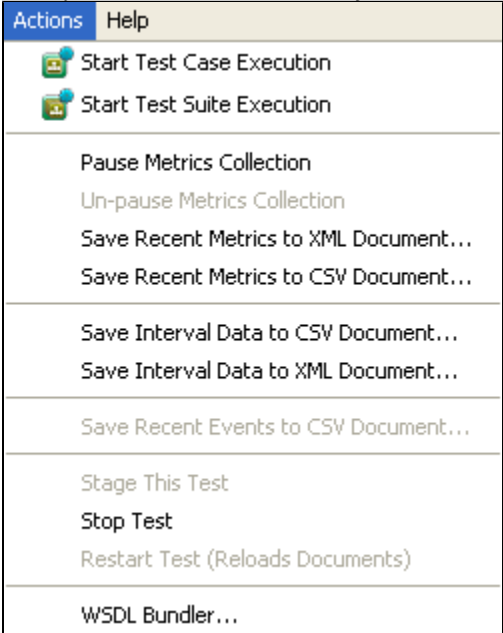 Actions Help
Start Test Case Execution
Start Test Suite Execution
Pause Metrics Collection
Un-pause Metrics Collection
Save Recent Metrics to XML Document...
Save Recent Metrics to CSV Document...
Save Interval Data to CSV Document...
Save Interval Data to XML Document...
Save Recent Events to CSV Document...
Stage This Test
Stop Test
Restart Test (Reloads Documents)
WSDL Bundler...